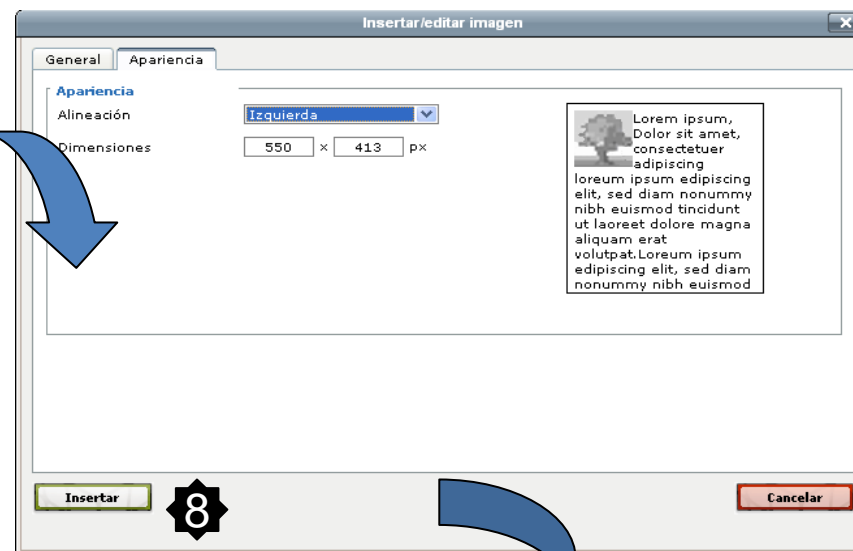 Insertar/editar imagen
General Apariencia
Apariencia
Alineación Izquierda
Dimensiones 550 x 413 px
Lorem ipsum,
Dolor sit amet,
consectetuer
adipiscing
loreum ipsum edipiscing
elit, sed diam nonummy
nibh euismod tincidunt
ut laoreet dolore magna
aliquam erat
volutpat.Loreum ipsum
edipiscing elit, sed diam
nonummy nibh euismod
Insertar 8 Cancelar